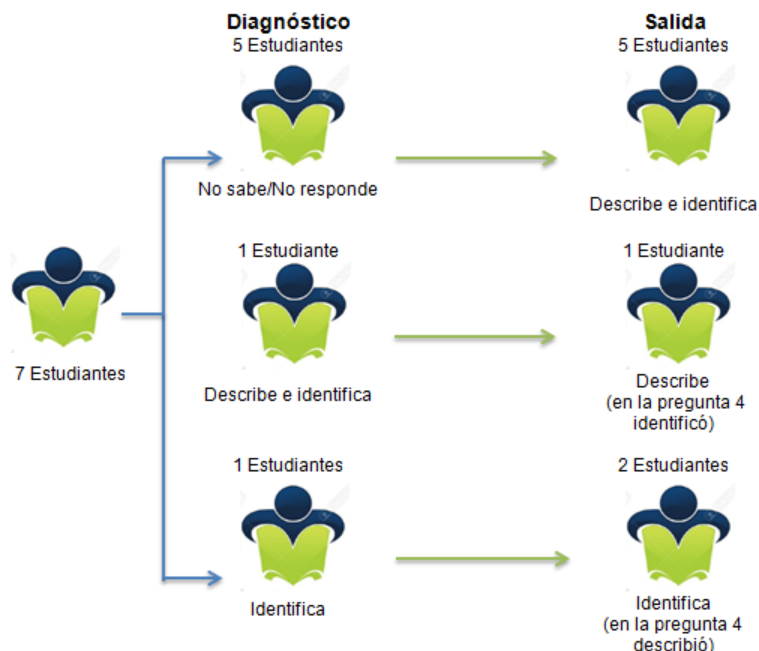 Diagnóstico
5 Estudiantes
No sabe/No responde
Salida
5 Estudiantes
Describe e identifica
7 Estudiantes
1 Estudiante
Describe e identifica
1 Estudiante
Describe
(en la pregunta 4
identificó)
1 Estudiantes
Identifica
2 Estudiantes
Identifica
(en la pregunta 4
describió)